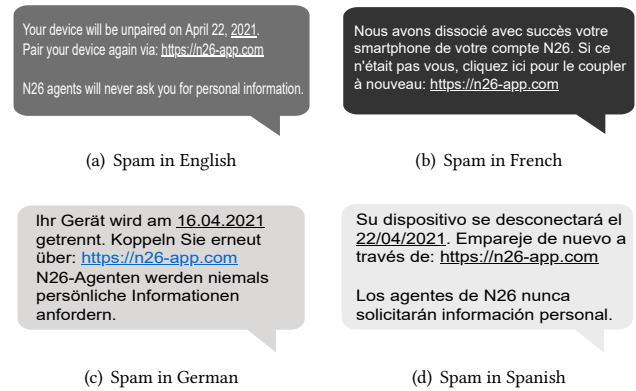 Your device will be unpaired on April 22, 2021.
Pair your device again via: https://n26-app.com
N26 agents will never ask you for personal information.
(a) Spam in English
Nous avons dissocié avec succès votre
smartphone de votre compte N26. Si ce
n'était pas vous, cliquez ici pour le coupler
à nouveau: https://n26-app.com
(b) Spam in French
Ihr Gerät wird am 16.04.2021
getrennt. Koppeln Sie erneut
über: https://n26-app.com
N26-Agenten werden niemals
persönliche Informationen
anfordern.
(c) Spam in German
Su dispositivo se desconectará el
22/04/2021. Empareje de nuevo a
través de: https://n26-app.com
Los agentes de N26 nunca
solicitarán información personal.
(d) Spam in Spanish